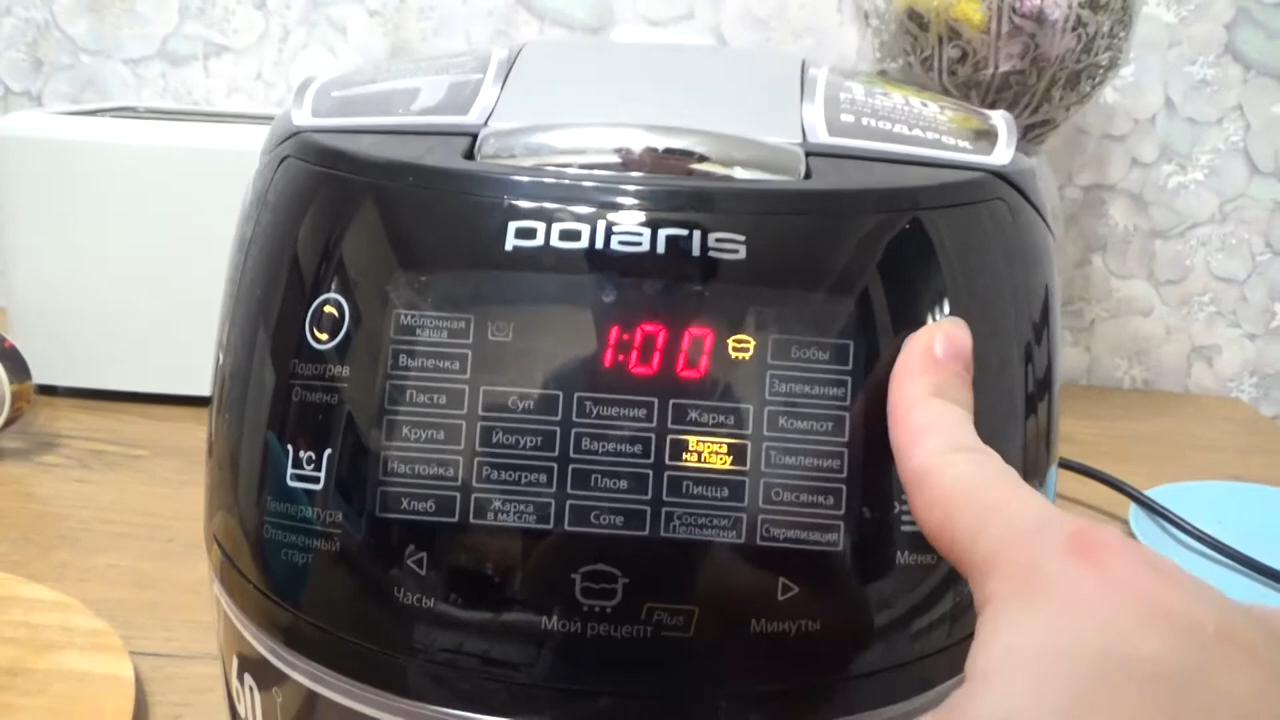 130
В ПОДАРОК
polaris
1:00
Молочная
каша
Выпечка
Паста
Крупа
Настойка
Хлеб
Суп
Йогурт
Разогрев
Жарка
в масле
Тушение
Варенье
Плов
Соте
Жарка
Варка
на пару
Пицца
Сосиски/
Пельмени
Бобы
Запекание
Компот
Томление
Овсянка
Стерилизация
Подогрев
Отмена
°C
Температура
Отложенный
старт
Часы
Мой рецепт Plus
Минуты
Меню
60